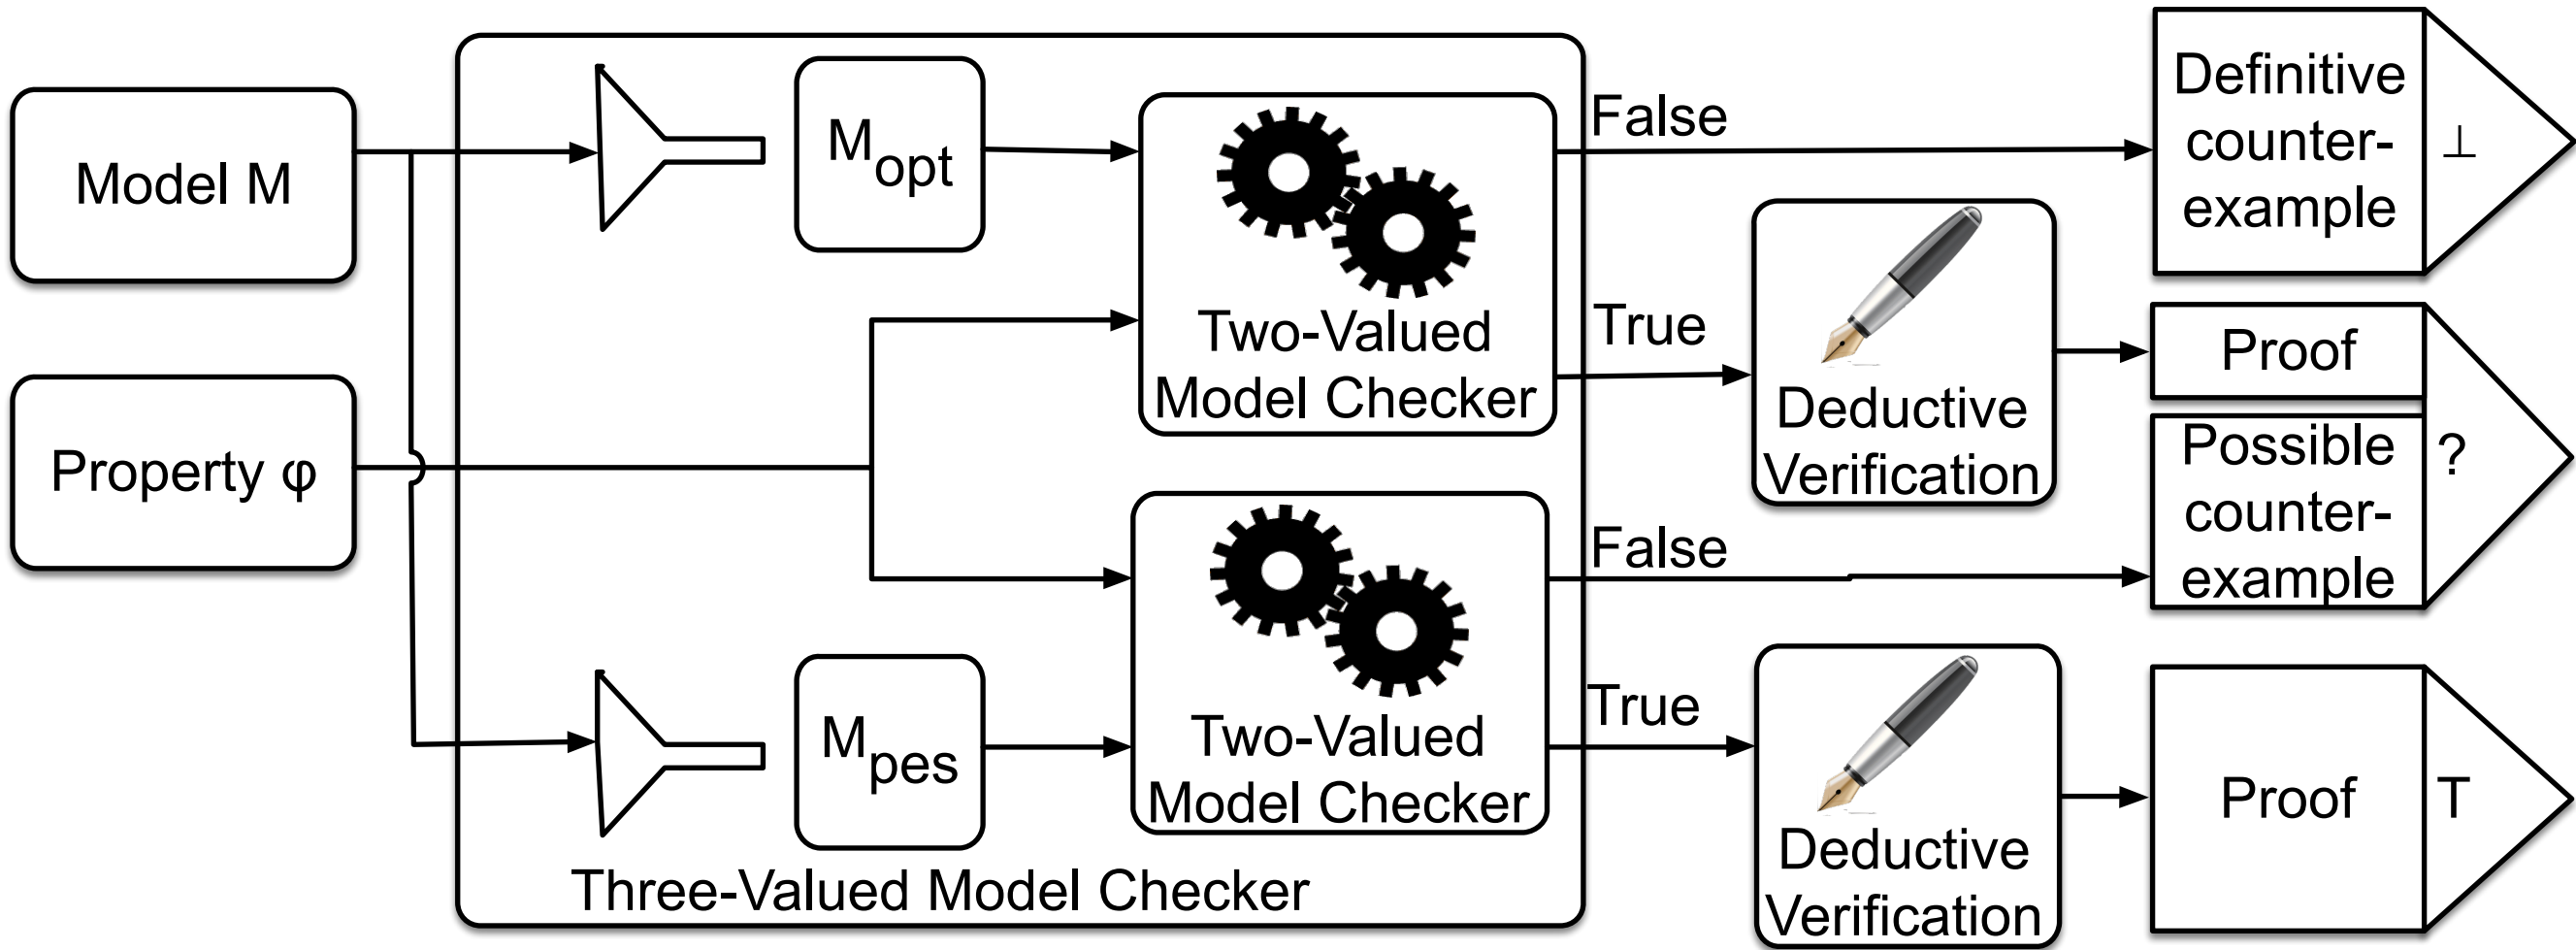 Model M
Property φ
M
opt
Two-Valued
Model Checker
M
pes
Two-Valued
Model Checker
Three-Valued Model Checker
False
True
False
True
Deductive
Verification
Deductive
Verification
Definitive
counter-
example
⊥
Proof
Possible
counter-
example
?
Proof
T